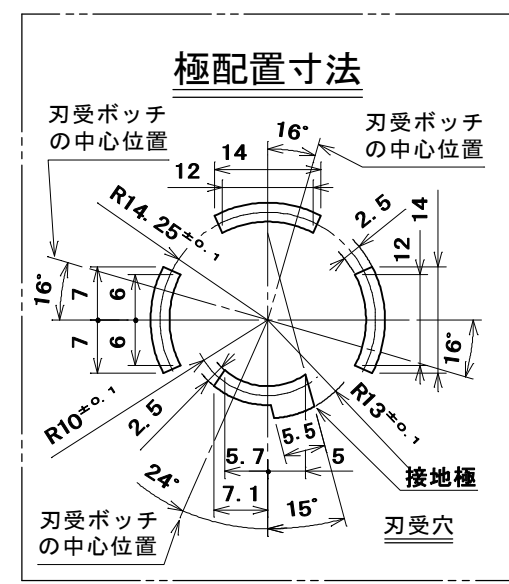 極配置寸法
刃受ボッチ
の中心位置
16°
刃受ボッチ
の中心位置
14
12
R14.25±0.1
2.5
12
14
16°
7
6
7
6
16°
R10±0.1
2.5
R13±0.1
5.5
5.7
5
接地極
24°
7.1
15°
刃受ボッチ
の中心位置
刃受穴